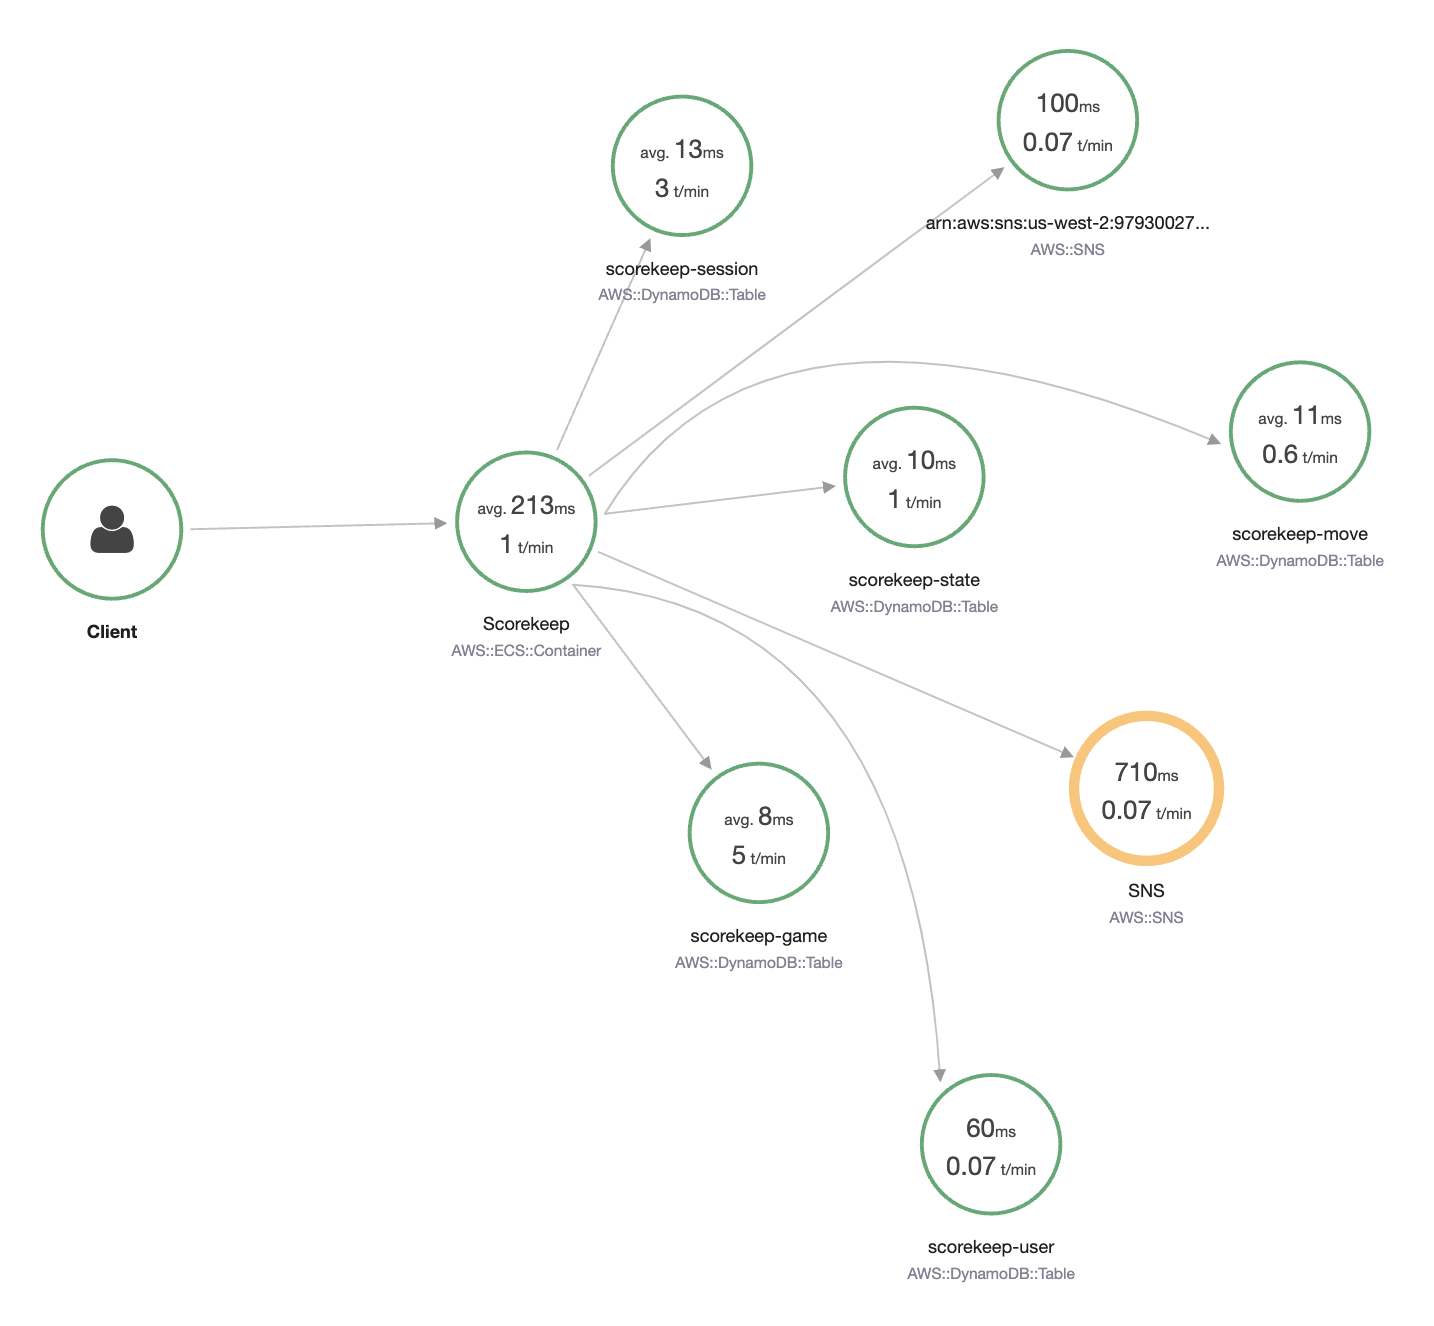 100ms
0.07 t/min
arn:aws:sns:us-west-2:97930027...
AWS::SNS
avg. 13ms
3 t/min
scorekeep-session
AWS::DynamoDB::Table
avg. 11ms
0.6 t/min
scorekeep-move
AWS::DynamoDB::Table
avg. 10ms
1 t/min
scorekeep-state
AWS::DynamoDB::Table
avg. 213ms
1 t/min
Scorekeep
AWS::ECS::Container
Client
710ms
0.07 t/min
SNS
AWS::SNS
avg. 8ms
5 t/min
scorekeep-game
AWS::DynamoDB::Table
60ms
0.07 t/min
scorekeep-user
AWS::DynamoDB::Table